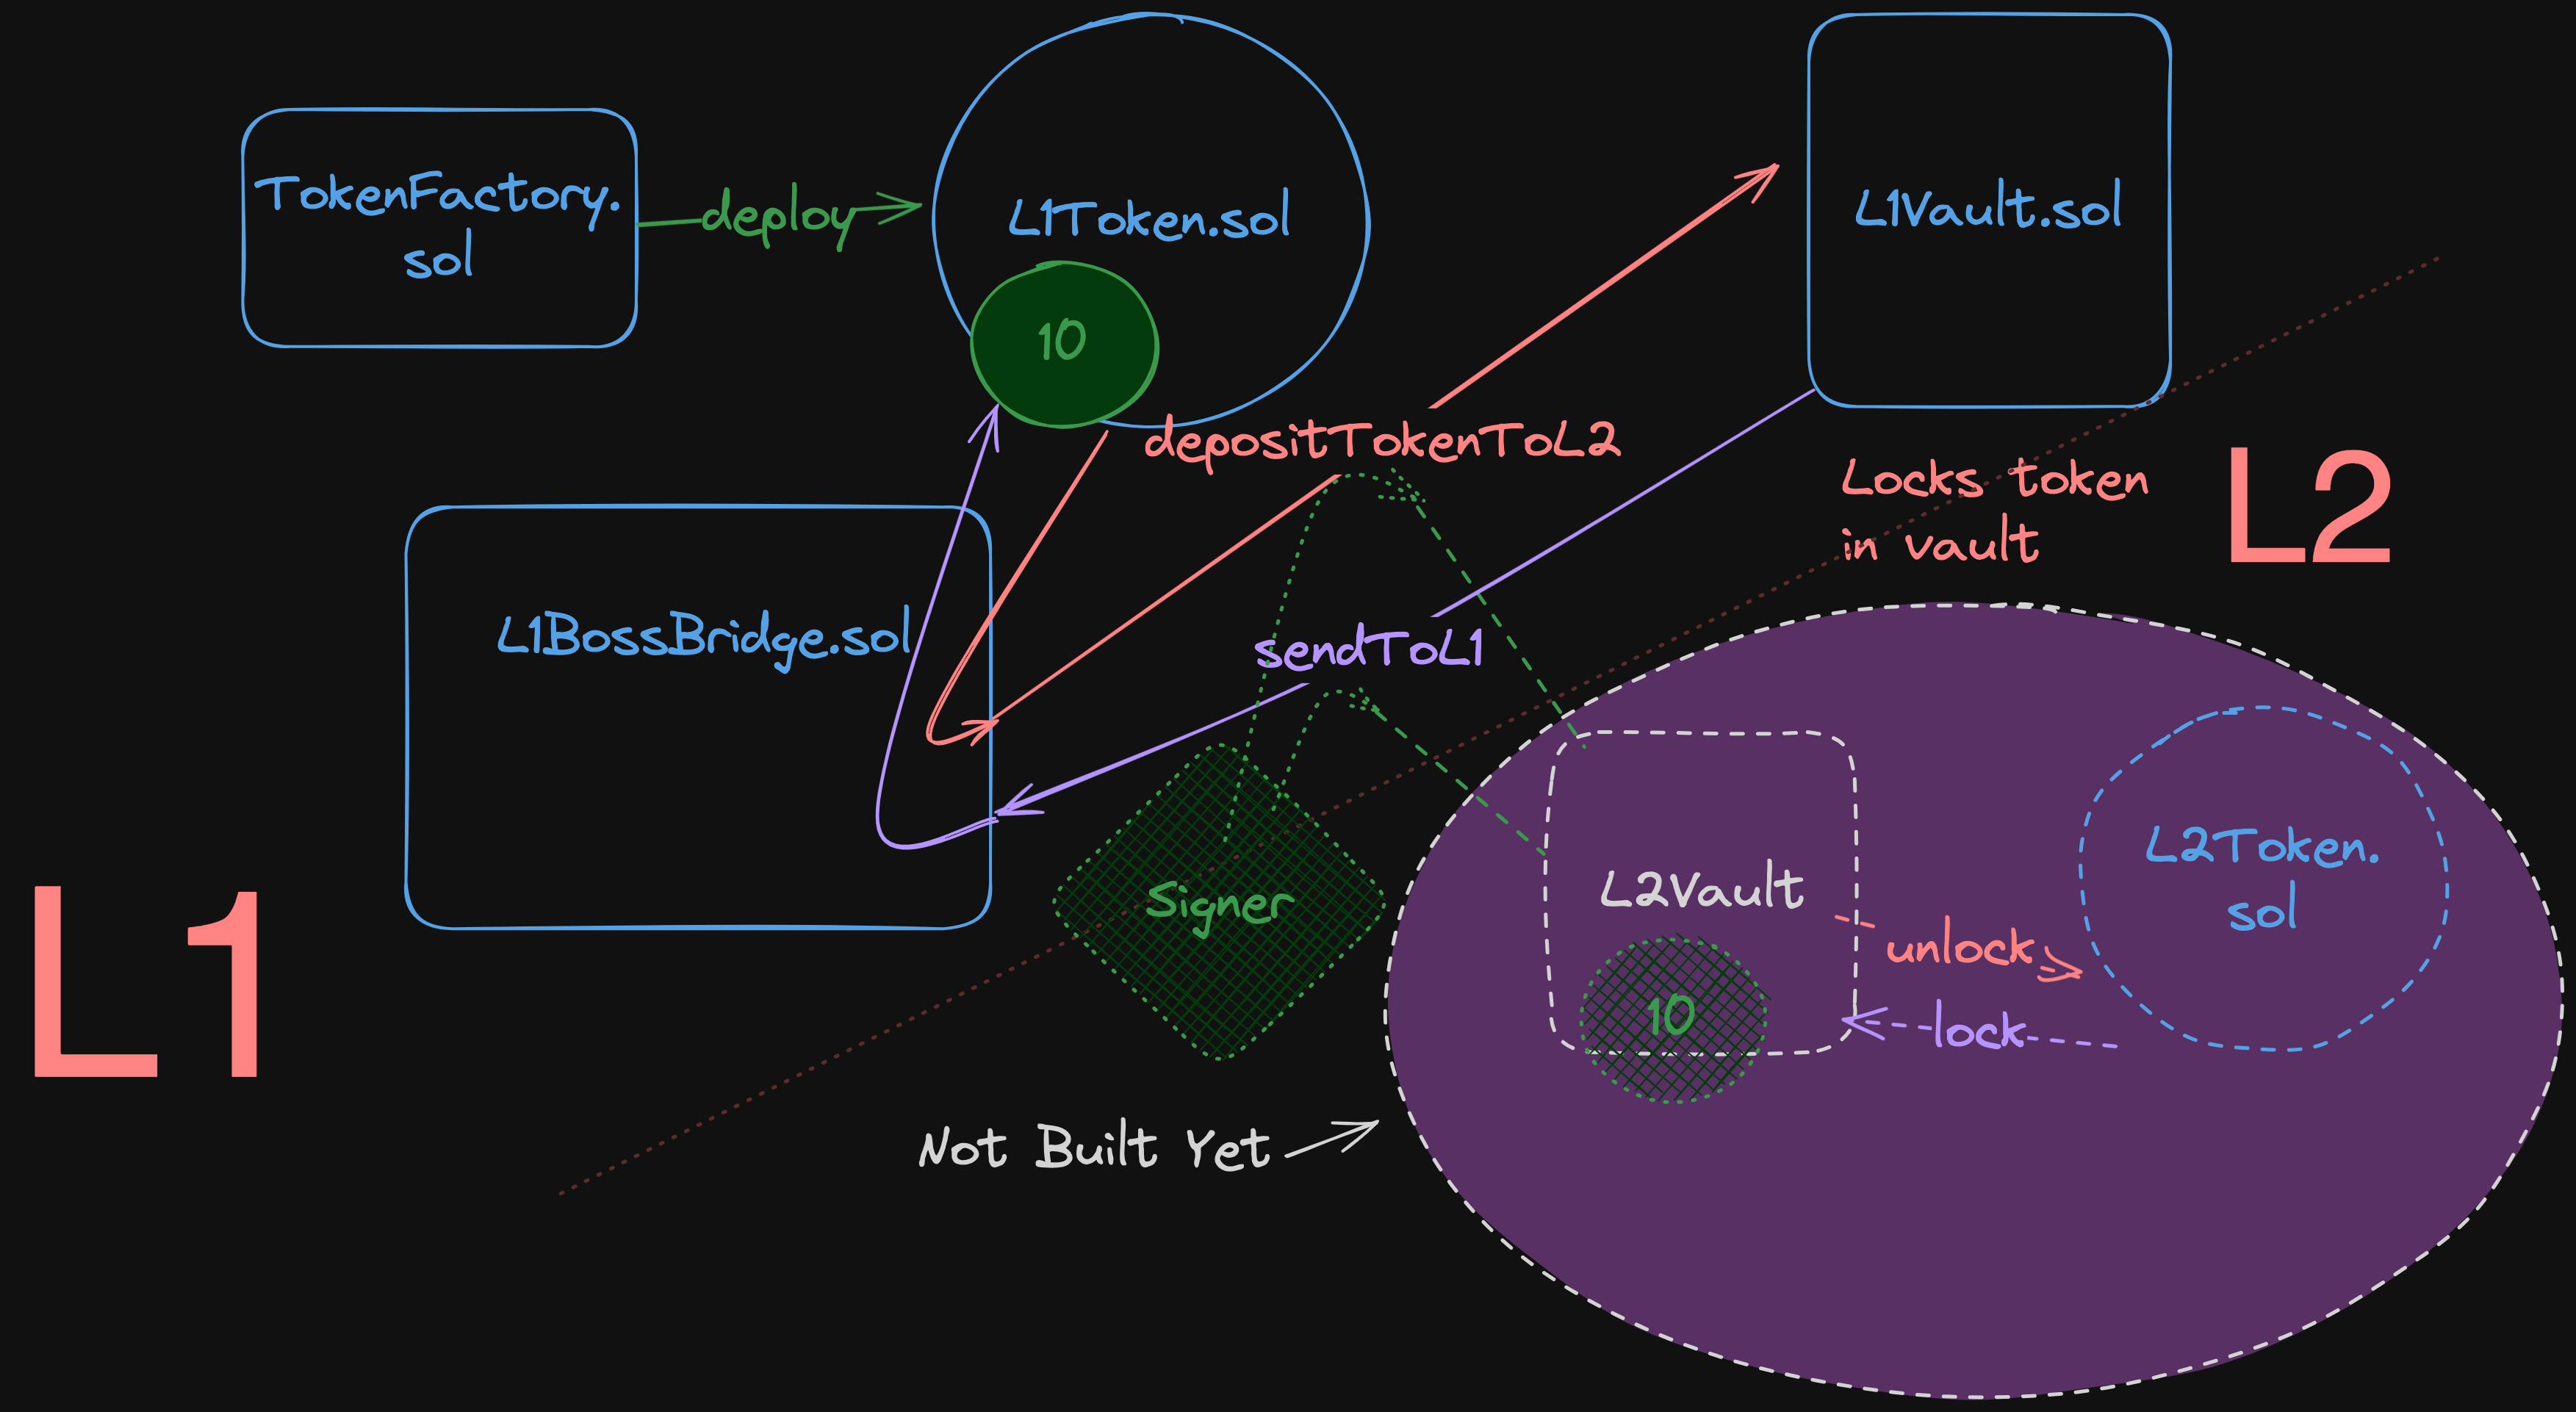 TokenFactory.
sol
deploy
L1Token.sol
10
L1Vault.sol
depositTokenToL2
Locks token
in vault
L2
L1BossBridge.sol
sendToL1
L1
Signer
L2Vault
10
unlock
lock
L2Token.
sol
Not Built Yet